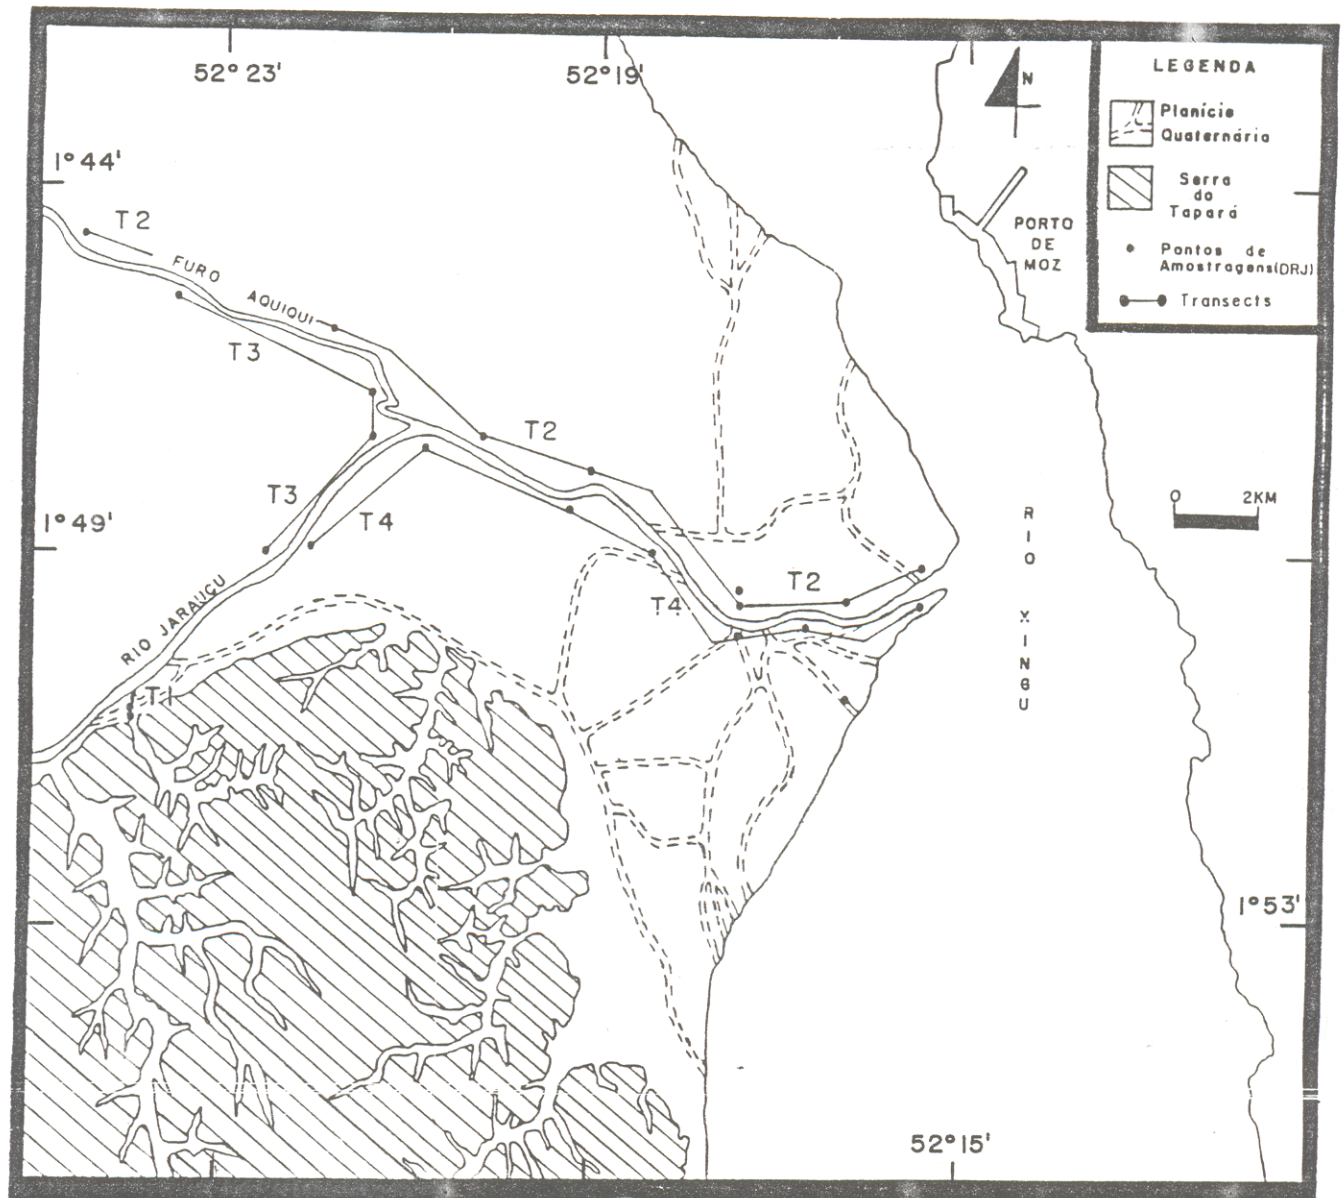 52° 23'
52° 19'
N
LEGENDA
Planície
Quaternária
Serra
do
Tapará
Pontos de
Amostragens(DRJ)
Transects
1° 44'
T2
FURO
AQUIQUI
T3
PORTO
DE
MOZ
T2
T3
T4
1° 49'
0 2KM
RIO XINGU
T2
T4
RIO JARAUÇU
T1
1° 53'
52° 15'